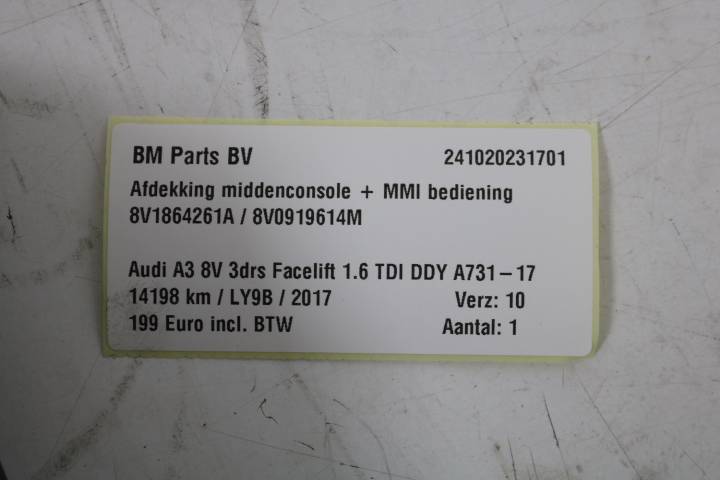 BM Parts BV 241020231701
Afdekking middenconsole + MMI bediening
8V1864261A / 8V0919614M
Audi A3 8V 3drs Facelift 1.6 TDI DDY A731-17
14198 km / LY9B / 2017 Verz: 10
199 Euro incl. BTW Aantal: 1